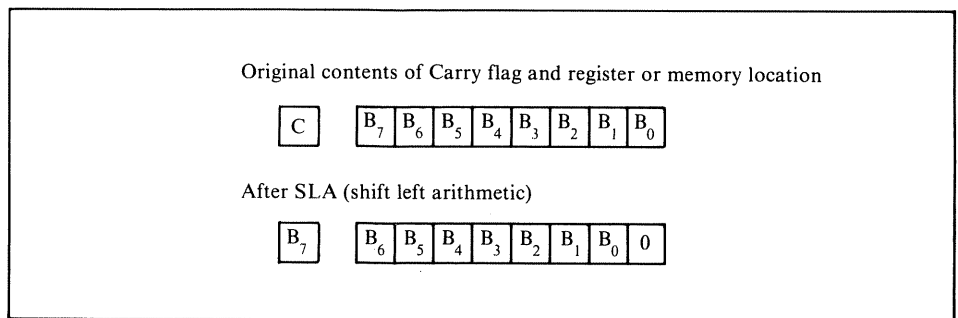 Original contents of Carry flag and register or memory location
C B₇ B₆ B₅ B₄ B₃ B₂ B₁ B₀
After SLA (shift left arithmetic)
B₇ B₆ B₅ B₄ B₃ B₂ B₁ B₀ 0